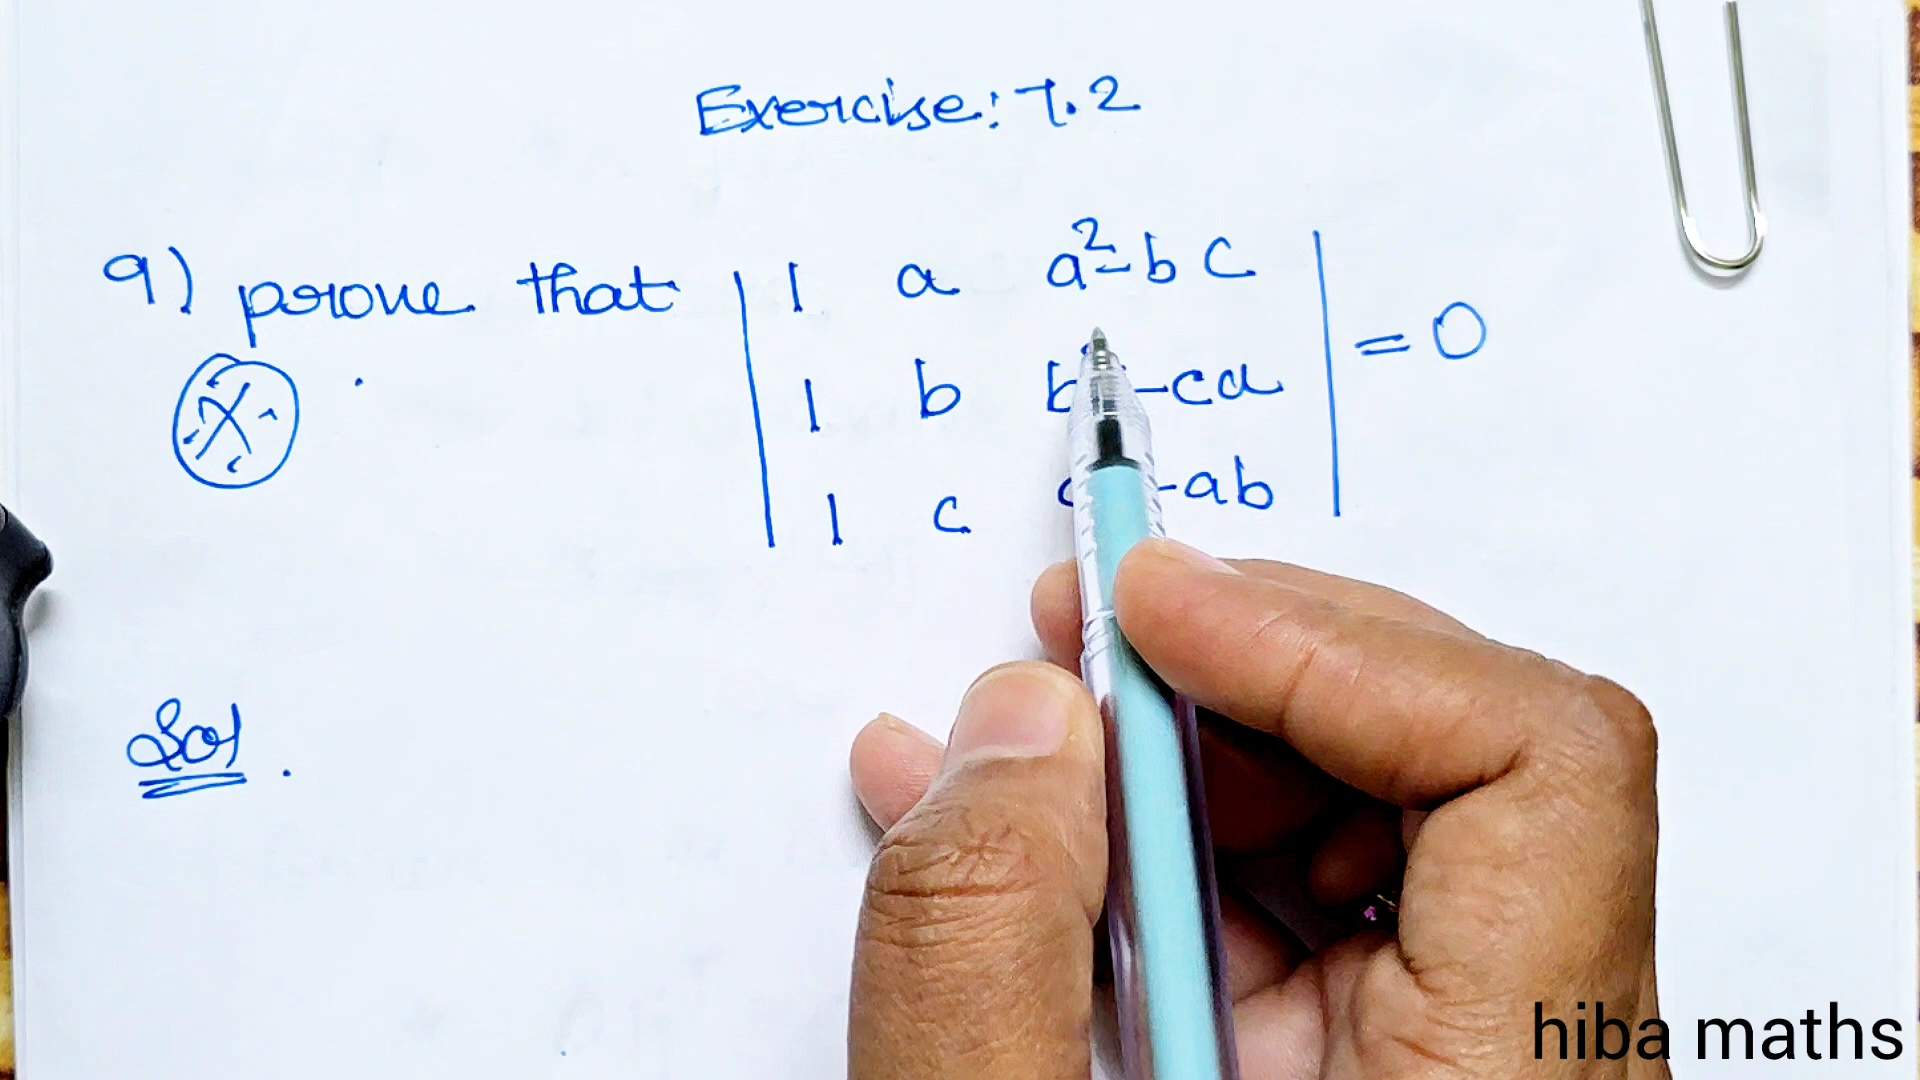 Exercise: 7.2
9) prove that | 1 a a²-bc |
| 1 b b -ca | = 0
| 1 c -ab |
Sol.
hiba maths